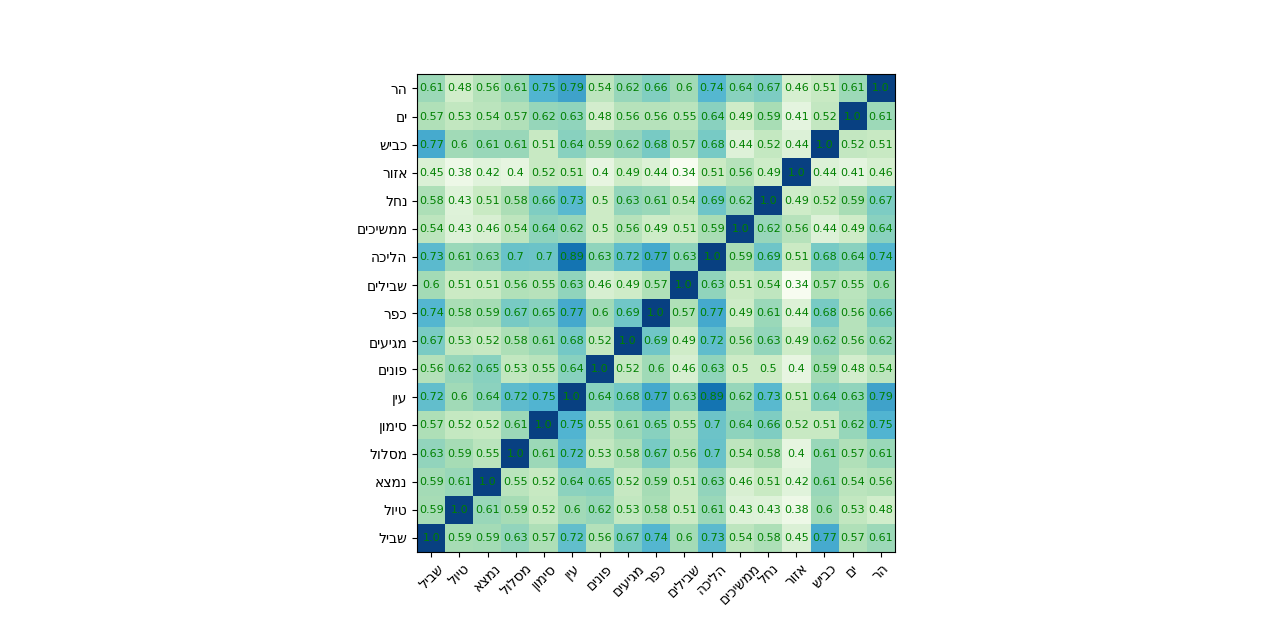 הר 0.61 0.48 0.56 0.61 0.75 0.79 0.54 0.62 0.66 0.6 0.74 0.64 0.67 0.46 0.51 0.61 1.0
ים 0.57 0.53 0.54 0.57 0.62 0.63 0.48 0.56 0.56 0.55 0.64 0.49 0.59 0.41 0.52 1.0 0.61
כביש 0.77 0.6 0.61 0.61 0.51 0.64 0.59 0.62 0.68 0.57 0.68 0.44 0.52 0.44 1.0 0.52 0.51
אזור 0.45 0.38 0.42 0.4 0.52 0.51 0.4 0.49 0.44 0.34 0.51 0.56 0.49 1.0 0.44 0.41 0.46
נחל 0.58 0.43 0.51 0.58 0.66 0.73 0.5 0.63 0.61 0.54 0.69 0.62 1.0 0.49 0.52 0.59 0.67
ממשיכים 0.54 0.43 0.46 0.54 0.64 0.62 0.5 0.56 0.49 0.51 0.59 1.0 0.62 0.56 0.44 0.49 0.64
הליכה 0.73 0.61 0.63 0.7 0.7 0.89 0.63 0.72 0.77 0.63 1.0 0.59 0.69 0.51 0.68 0.64 0.74
שבילים 0.6 0.51 0.51 0.56 0.55 0.63 0.46 0.49 0.57 1.0 0.63 0.51 0.54 0.34 0.57 0.55 0.6
כפר 0.74 0.58 0.59 0.67 0.65 0.77 0.6 0.69 1.0 0.57 0.77 0.49 0.61 0.44 0.68 0.56 0.66
מגיעים 0.67 0.53 0.52 0.58 0.61 0.68 0.52 1.0 0.69 0.49 0.72 0.56 0.63 0.49 0.62 0.56 0.62
פונים 0.56 0.62 0.65 0.53 0.55 0.64 1.0 0.52 0.6 0.46 0.63 0.5 0.5 0.4 0.59 0.48 0.54
עין 0.72 0.6 0.64 0.72 0.75 1.0 0.64 0.68 0.77 0.63 0.89 0.62 0.73 0.51 0.64 0.63 0.79
סימון 0.57 0.52 0.52 0.61 1.0 0.75 0.55 0.61 0.65 0.55 0.7 0.64 0.66 0.52 0.51 0.62 0.75
מסלול 0.63 0.59 0.55 1.0 0.61 0.72 0.53 0.58 0.67 0.56 0.7 0.54 0.58 0.4 0.61 0.57 0.61
נמצא 0.59 0.61 1.0 0.55 0.52 0.64 0.65 0.52 0.59 0.51 0.63 0.46 0.51 0.42 0.61 0.54 0.56
טיול 0.59 1.0 0.61 0.59 0.52 0.6 0.62 0.53 0.58 0.51 0.61 0.43 0.43 0.38 0.6 0.53 0.48
שביל 1.0 0.59 0.59 0.63 0.57 0.72 0.56 0.67 0.74 0.6 0.73 0.54 0.58 0.45 0.77 0.57 0.61
שביל טיול נמצא מסלול סימון עין פונים מגיעים כפר שבילים הליכה ממשיכים נחל אזור כביש ים הר